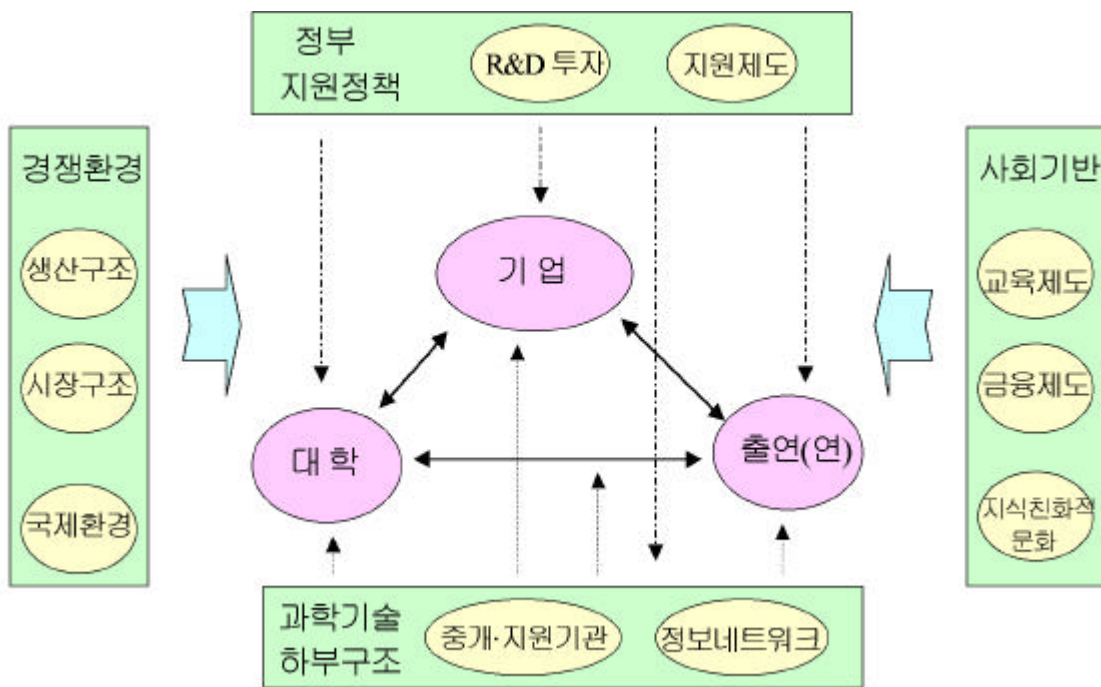 정부
지원정책
R&D 투자
지원제도
경쟁환경
생산구조
시장구조
국제환경
기 업
대 학
출연(연)
사회기반
교육제도
금융제도
지식친화적
문화
과학기술
하부구조
중개·지원기관
정보네트워크